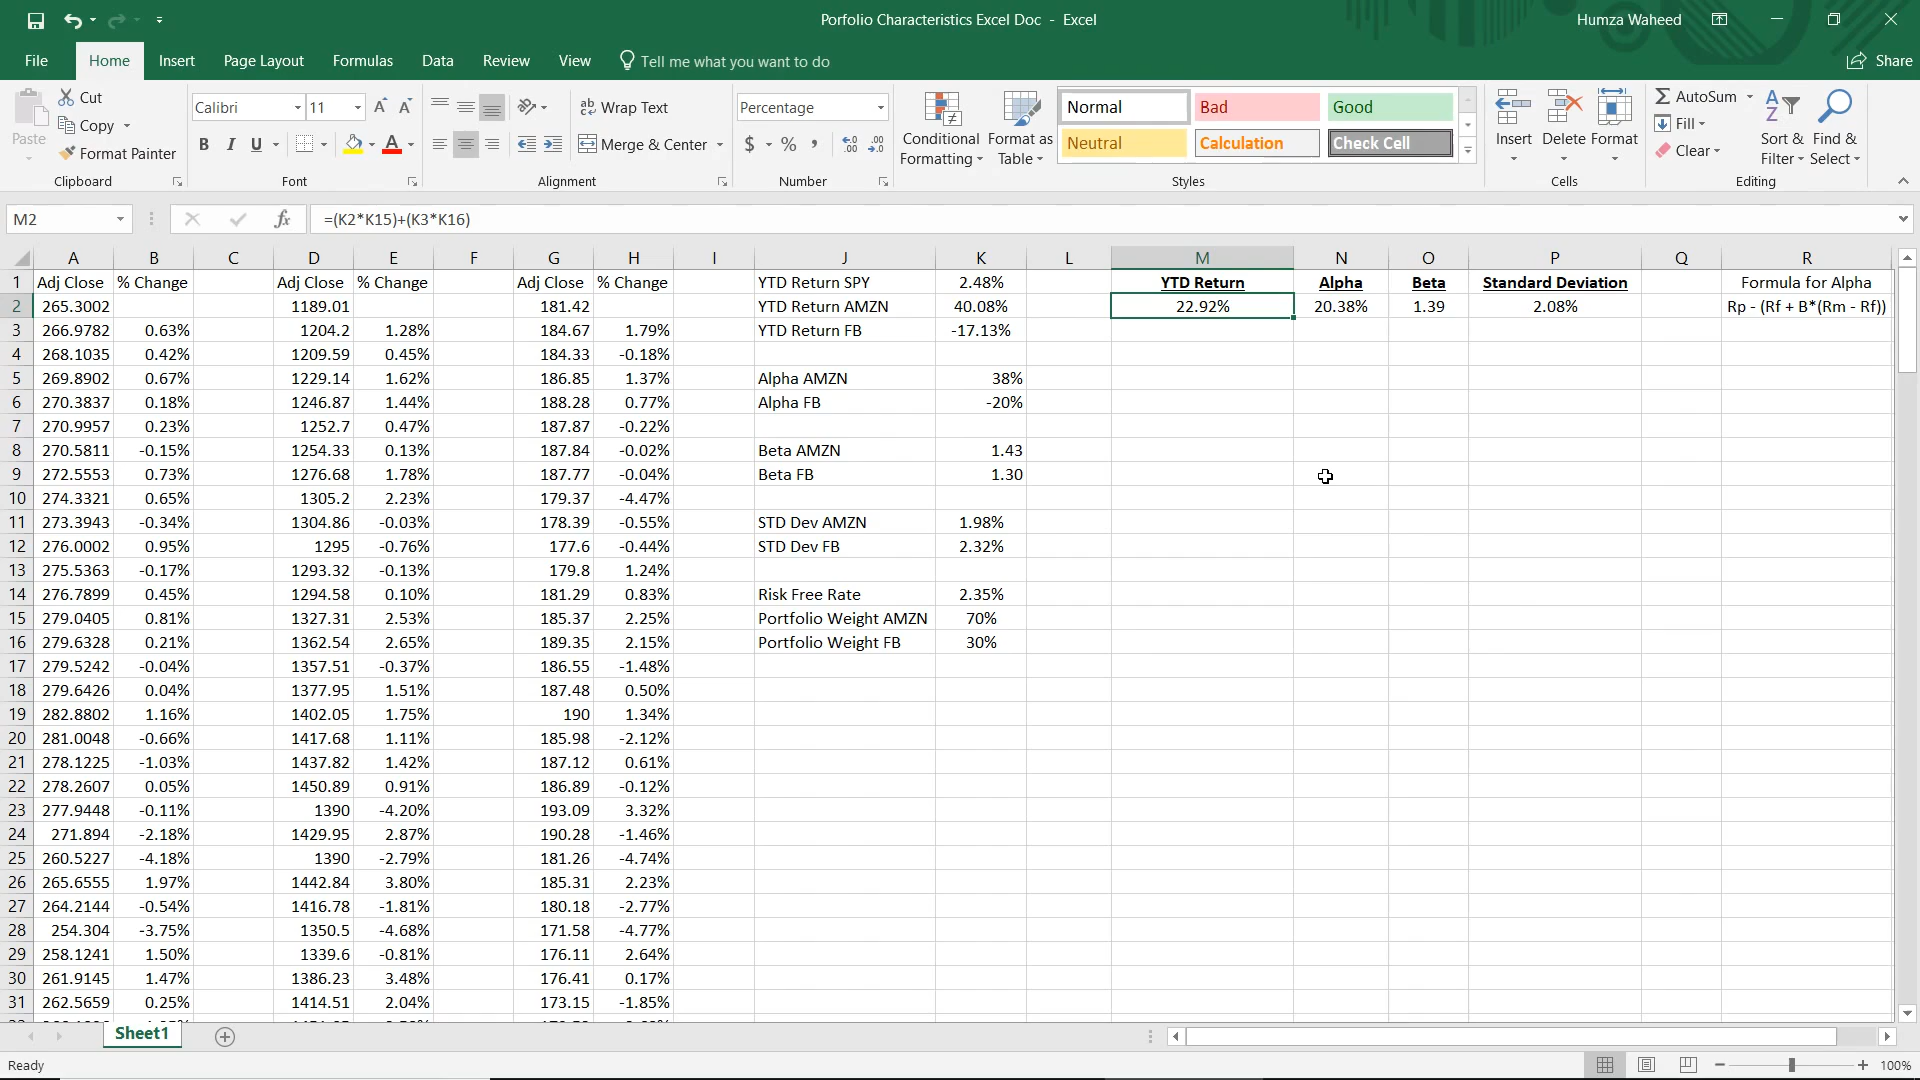 Porfolio Characteristics Excel Doc - Excel
Humza Waheed
File Home Insert Page Layout Formulas Data Review View Tell me what you want to do
Share
Paste
Cut
Copy
Format Painter
Clipboard
Calibri 11
B I U
Font
Wrap Text
Merge & Center
Alignment
Percentage
$ % ,
Number
Conditional Formatting
Format as Table
Normal Bad Good
Neutral Calculation Check Cell
Styles
Insert Delete Format
Cells
AutoSum
Fill
Clear
Sort & Filter
Find & Select
Editing
M2 fx =(K2*K15)+(K3*K16)
A B C D E F G H I J K L M N O P Q R
1 Adj Close % Change Adj Close % Change Adj Close % Change YTD Return SPY 2.48% YTD Return Alpha Beta Standard Deviation Formula for Alpha
2 265.3002 1189.01 181.42 YTD Return AMZN 40.08% 22.92% 20.38% 1.39 2.08% Rp - (Rf + B*(Rm - Rf))
3 266.9782 0.63% 1204.2 1.28% 184.67 1.79% YTD Return FB -17.13%
4 268.1035 0.42% 1209.59 0.45% 184.33 -0.18%
5 269.8902 0.67% 1229.14 1.62% 186.85 1.37% Alpha AMZN 38%
6 270.3837 0.18% 1246.87 1.44% 188.28 0.77% Alpha FB -20%
7 270.9957 0.23% 1252.7 0.47% 187.87 -0.22%
8 270.5811 -0.15% 1254.33 0.13% 187.84 -0.02% Beta AMZN 1.43
9 272.5553 0.73% 1276.68 1.78% 187.77 -0.04% Beta FB 1.30
10 274.3321 0.65% 1305.2 2.23% 179.37 -4.47%
11 273.3943 -0.34% 1304.86 -0.03% 178.39 -0.55% STD Dev AMZN 1.98%
12 276.0002 0.95% 1295 -0.76% 177.6 -0.44% STD Dev FB 2.32%
13 275.5363 -0.17% 1293.32 -0.13% 179.8 1.24%
14 276.7899 0.45% 1294.58 0.10% 181.29 0.83% Risk Free Rate 2.35%
15 279.0405 0.81% 1327.31 2.53% 185.37 2.25% Portfolio Weight AMZN 70%
16 279.6328 0.21% 1362.54 2.65% 189.35 2.15% Portfolio Weight FB 30%
17 279.5242 -0.04% 1357.51 -0.37% 186.55 -1.48%
18 279.6426 0.04% 1377.95 1.51% 187.48 0.50%
19 282.8802 1.16% 1402.05 1.75% 190 1.34%
20 281.0048 -0.66% 1417.68 1.11% 185.98 -2.12%
21 278.1225 -1.03% 1437.82 1.42% 187.12 0.61%
22 278.2607 0.05% 1450.89 0.91% 186.89 -0.12%
23 277.9448 -0.11% 1390 -4.20% 193.09 3.32%
24 271.894 -2.18% 1429.95 2.87% 190.28 -1.46%
25 260.5227 -4.18% 1390 -2.79% 181.26 -4.74%
26 265.6555 1.97% 1442.84 3.80% 185.31 2.23%
27 264.2144 -0.54% 1416.78 -1.81% 180.18 -2.77%
28 254.304 -3.75% 1350.5 -4.68% 171.58 -4.77%
29 258.1241 1.50% 1339.6 -0.81% 176.11 2.64%
30 261.9145 1.47% 1386.23 3.48% 176.41 0.17%
31 262.5659 0.25% 1414.51 2.04% 173.15 -1.85%
Sheet1
Ready
100%